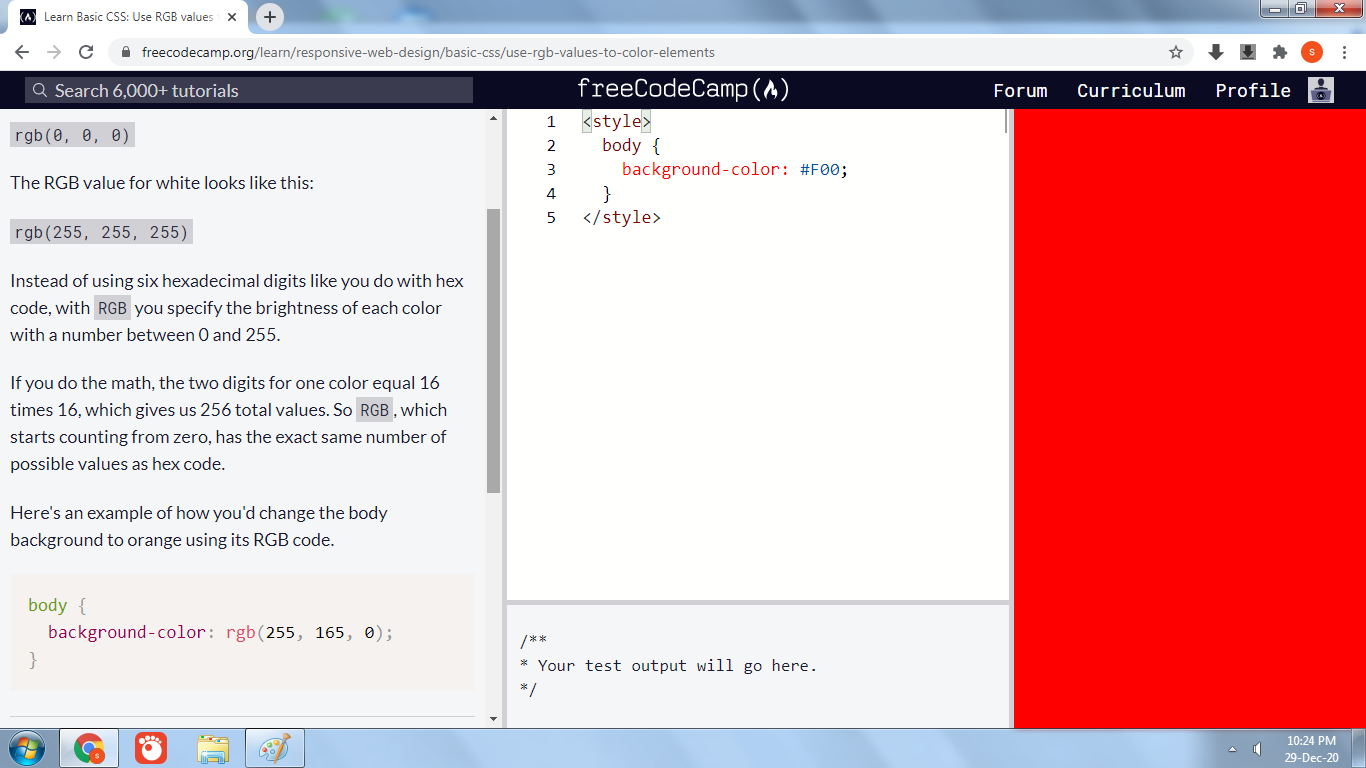 Learn Basic CSS: Use RGB values
freecodecamp.org/learn/responsive-web-design/basic-css/use-rgb-values-to-color-elements
S
Search 6,000+ tutorials
freeCodeCamp
Forum Curriculum Profile
rgb(0, 0, 0)
The RGB value for white looks like this:
rgb(255, 255, 255)
Instead of using six hexadecimal digits like you do with hex
code, with RGB you specify the brightness of each color
with a number between 0 and 255.
If you do the math, the two digits for one color equal 16
times 16, which gives us 256 total values. So RGB, which
starts counting from zero, has the exact same number of
possible values as hex code.
Here's an example of how you'd change the body
background to orange using its RGB code.
body {
background-color: rgb(255, 165, 0);
}
1 <style>
2 body {
3 background-color: #F00;
4 }
5 </style>
/**
* Your test output will go here.
*/
10:24 PM
29-Dec-20